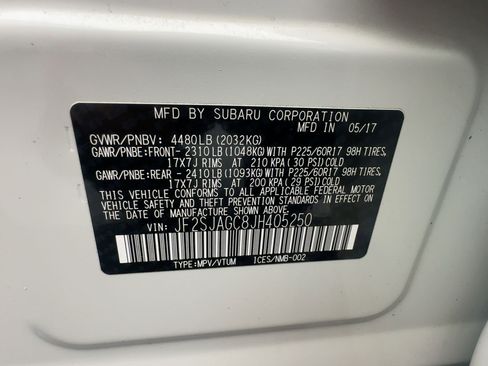 MFD BY SUBARU CORPORATION
MFD IN 05/17
GVWR/PNBV: 4480LB(2032KG)
GAWR/PNBE:FRONT- 2310LB(1048KG)WITH P225/60R17 98H TIRES,
17X7J RIMS AT 210 KPA(30 PSI)COLD
GAWR/PNBE:REAR - 2410LB(1093KG)WITH P225/60R17 98H TIRES,
17X7J RIMS AT 200 KPA(29 PSI)COLD
THIS VEHICLE CONFORMS TO ALL APPLICABLE FEDERAL MOTOR
VEHICLE SAFETY AND THEFT PREVENTION STANDARDS IN EFFECT
ON THE DATE OF MANUFACTURE SHOWN ABOVE.
VIN: JF2SJAGC8JH405250
TYPE:MPV/VTUM ICES/NMB-002